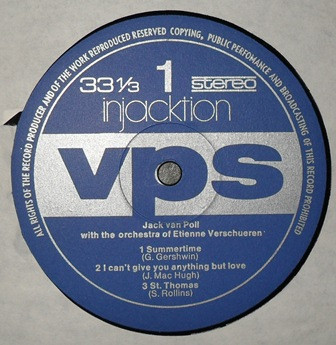 ALL RIGHTS OF THE RECORD PRODUCER AND OF THE WORK REPRODUCED RESERVED COPYING, PUBLIC PERFOMANCE AND BROADCASTING OF THIS RECORD PROHIBITED
33 1/3 1 stereo
injacktion
vps
Jack van Poll
with the orchestra of Etienne Verschueren
1 Summertime
(G. Gershwin)
2 I can't give you anything but love
(J. Mac Hugh)
3 St. Thomas
(S. Rollins)